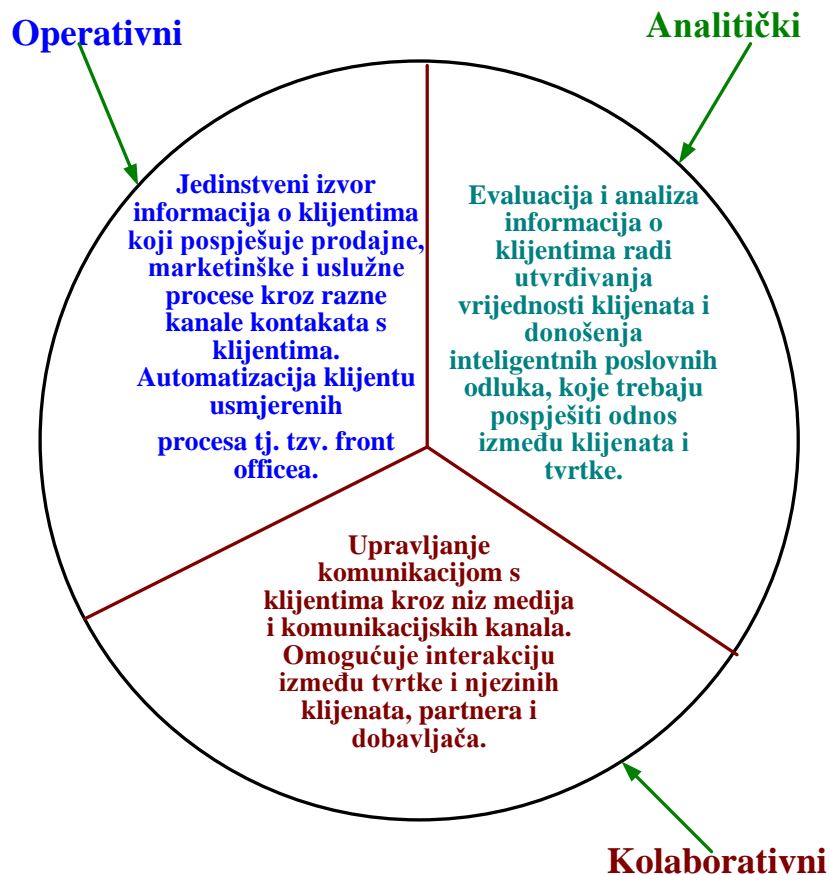 Operativni
Analitički
Jedinstveni izvor
informacija o klijentima
koji pospješuje prodajne,
marketinške i uslužne
procese kroz razne
kanale kontakata s
klijentima.
Automatizacija klijentu
usmjerenih
procesa tj. tzv. front
officea.
Evaluacija i analiza
informacija o
klijentima radi
utvrđivanja
vrijednosti klijenata i
donošenja
inteligentnih poslovnih
odluka, koje trebaju
pospješiti odnos
između klijenata i
tvrtke.
Upravljanje
komunikacijom s
klijentima kroz niz medija
i komunikacijskih kanala.
Omogućuje interakciju
između tvrtke i njezinih
klijenata, partnera i
dobavljača.
Kolaborativni